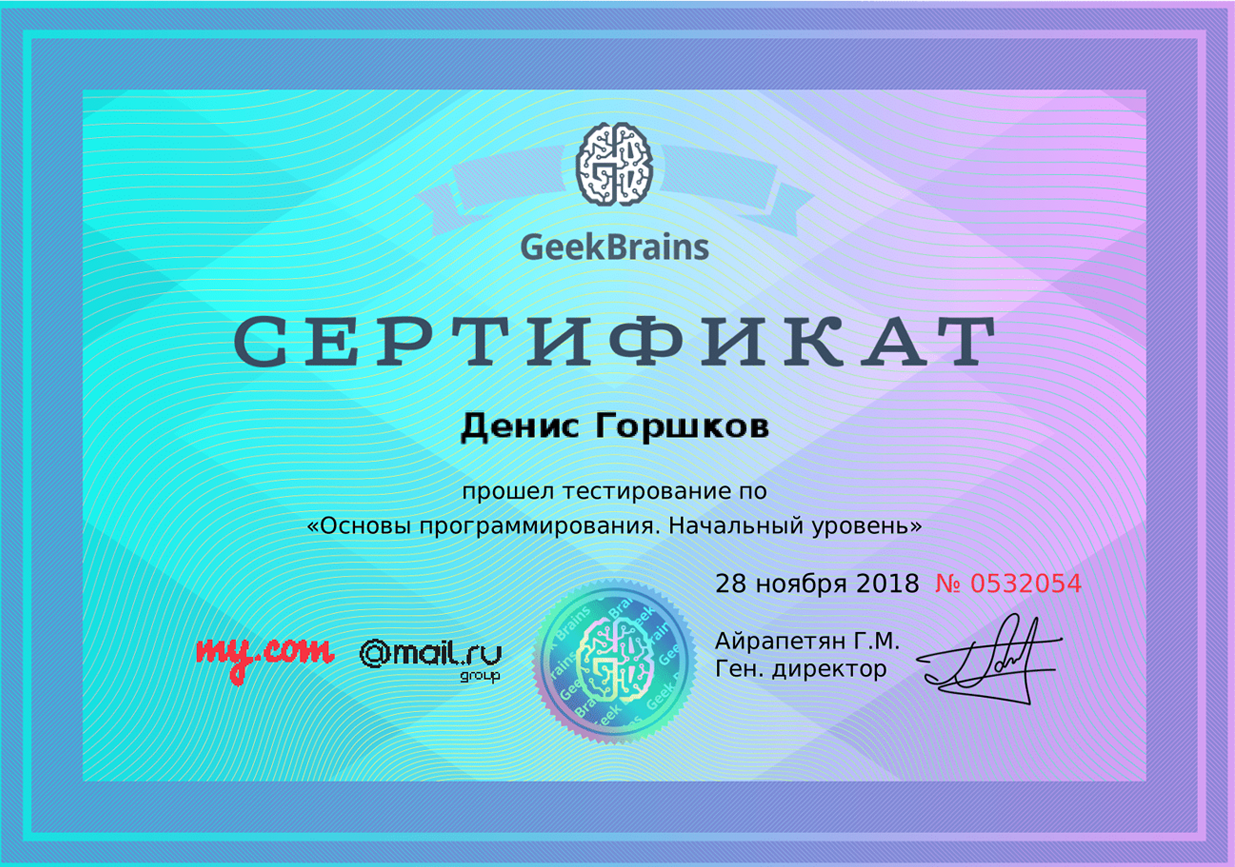 GeekBrains
СЕРТИФИКАТ
Денис Горшков
прошел тестирование по
«Основы программирования. Начальный уровень»
28 ноября 2018 № 0532054
my.com @mail.ru
group
Айрапетян Г.М.
Ген. директор